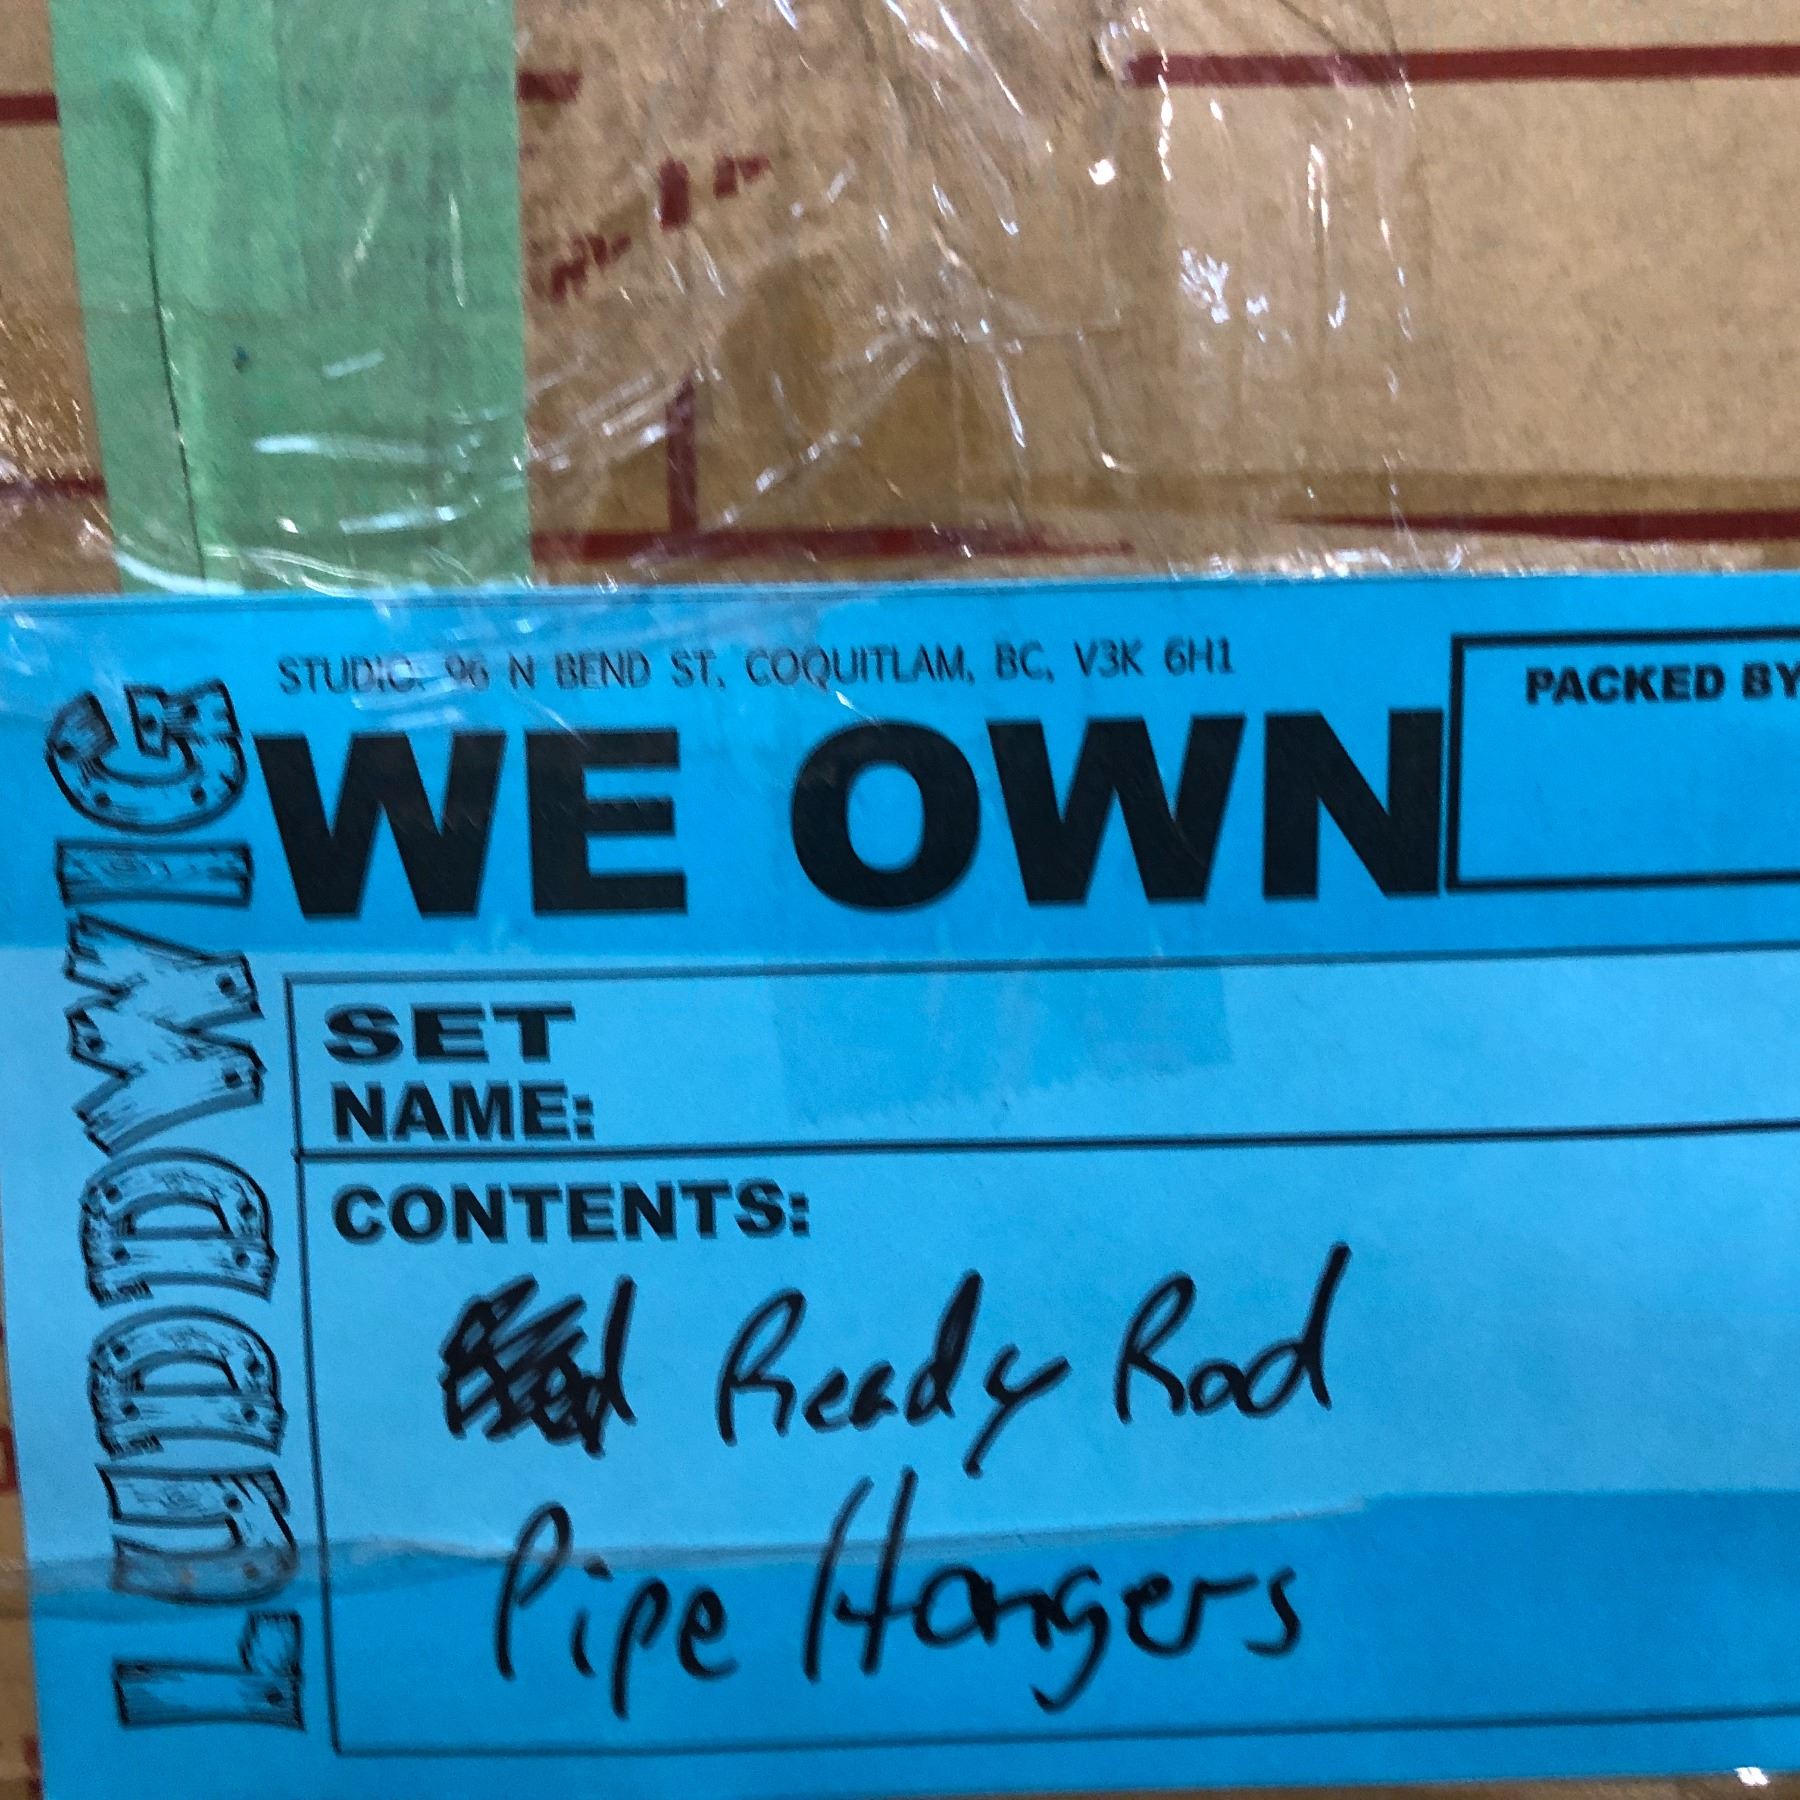 STUDIO: 96 N BEND ST, COQUITLAM, BC, V3K 6H1
LUDDWIG
WE OWN
PACKED BY
SET
NAME:
CONTENTS:
Ready Rod
Pipe Hangers